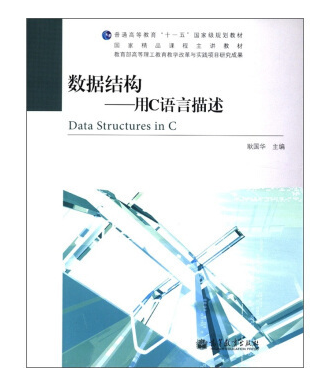 普通高等教育“十一五”国家级规划教材
国家精品课程主讲教材
教育部高等理工教育教学改革与实践项目研究成果
数据结构
——用C语言描述
Data Structures in C
耿国华 主编
高等教育出版社